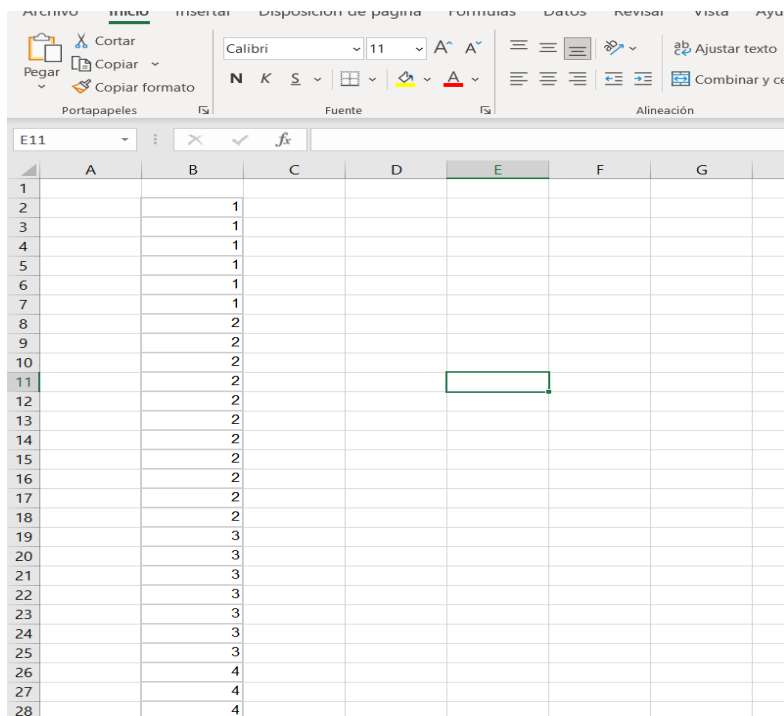 Archivo Inicio Insertar Disposición de página Fórmulas Datos Revisar Vista Ayu
Pegar
Cortar
Copiar
Copiar formato
Portapapeles
Calibri 11 A A
N K S A
Fuente
ab Ajustar texto
Combinar y ce
Alineación
E11 fx
A B C D E F G
1
2 1
3 1
4 1
5 1
6 1
7 1
8 2
9 2
10 2
11 2
12 2
13 2
14 2
15 2
16 2
17 2
18 2
19 3
20 3
21 3
22 3
23 3
24 3
25 3
26 4
27 4
28 4